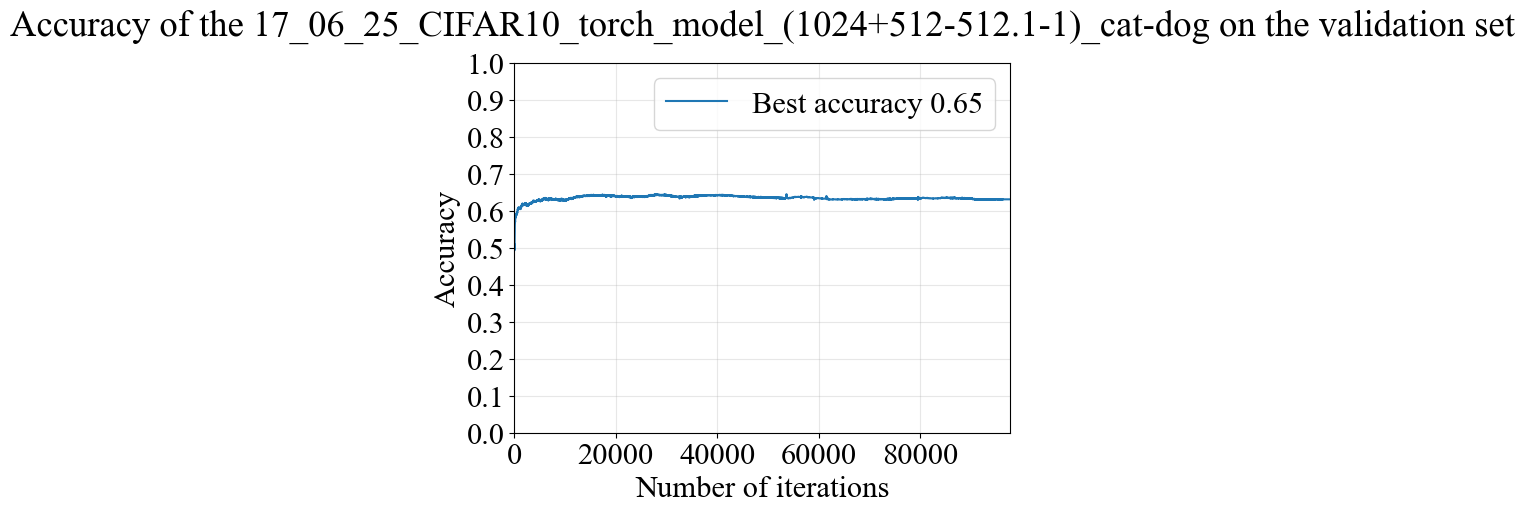 Accuracy of the 17_06_25_CIFAR10_torch_model_(1024+512-512.1-1)_cat-dog on the validation set
1.0
Best accuracy 0.65
0.9
0.8
0.7
0.6
0.5
0.4
0.3
0.2
0.1
0.0
Accuracy
0 20000 40000 60000 80000
Number of iterations